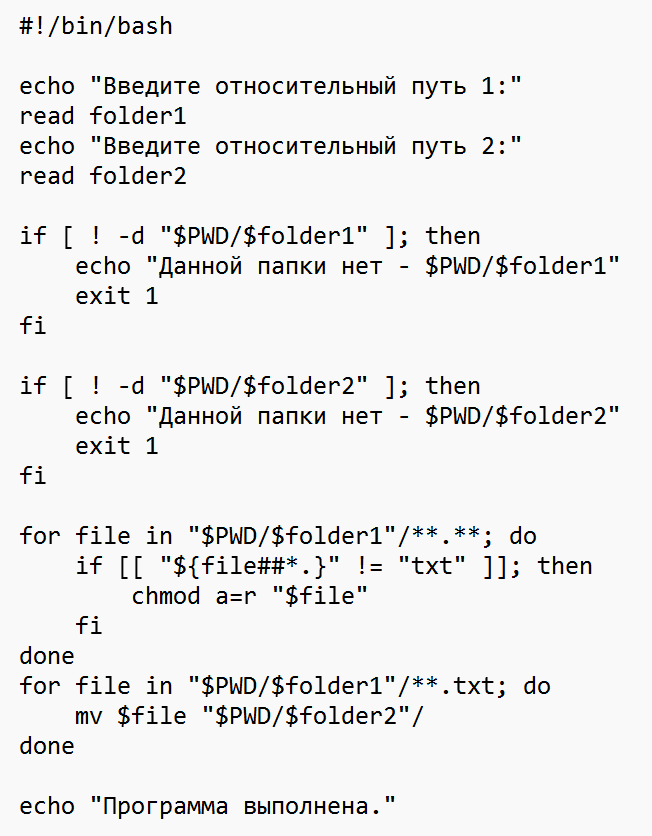 #!/bin/bash

echo "Введите относительный путь 1:"
read folder1
echo "Введите относительный путь 2:"
read folder2

if [ ! -d "$PWD/$folder1" ]; then
    echo "Данной папки нет - $PWD/$folder1"
    exit 1
fi

if [ ! -d "$PWD/$folder2" ]; then
    echo "Данной папки нет - $PWD/$folder2"
    exit 1
fi

for file in "$PWD/$folder1"/**.**; do
    if [[ "${file##*.}" != "txt" ]]; then
        chmod a=r "$file"
    fi
done
for file in "$PWD/$folder1"/**.txt; do
    mv $file "$PWD/$folder2"/
done

echo "Программа выполнена."